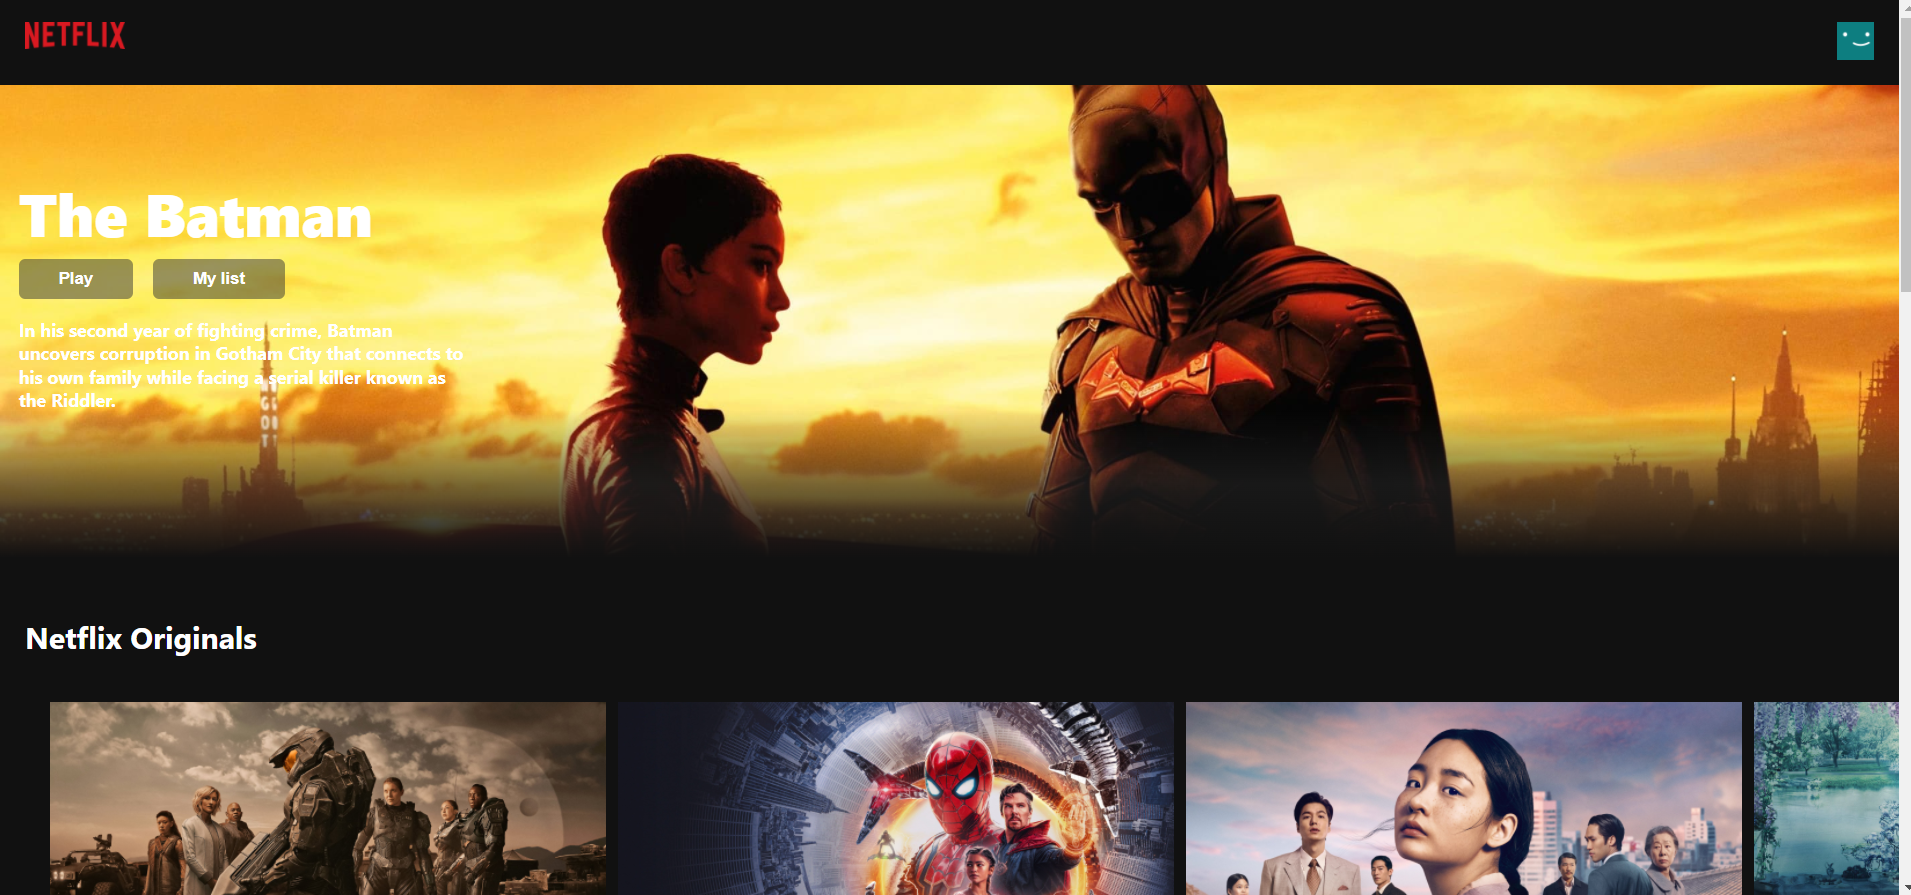 NETFLIX
The Batman
Play
My list
In his second year of fighting crime, Batman
uncovers corruption in Gotham City that connects to
his own family while facing a serial killer known as
the Riddler.
Netflix Originals